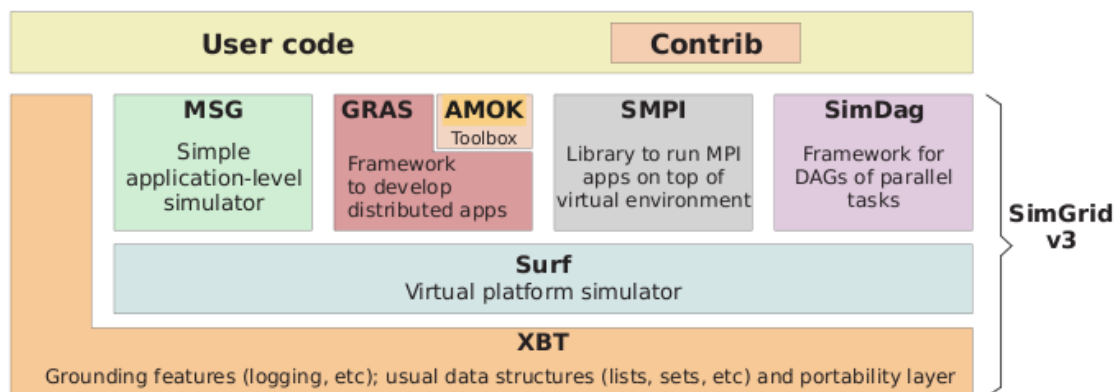 User code
Contrib
MSG
Simple
application-level
simulator
GRAS
AMOK
Toolbox
Framework
to develop
distributed apps
SMPI
Library to run MPI
apps on top of
virtual environment
SimDag
Framework for
DAGs of parallel
tasks
SimGrid
v3
Surf
Virtual platform simulator
XBT
Grounding features (logging, etc); usual data structures (lists, sets, etc) and portability layer